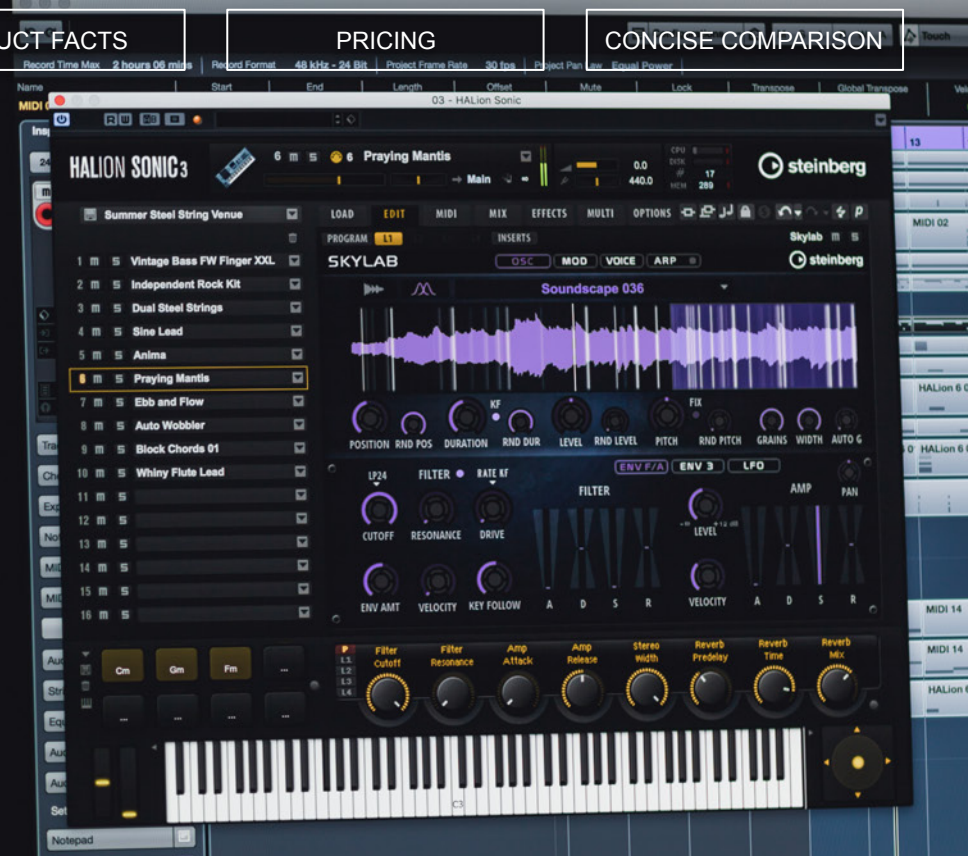 UCT FACTS
PRICING
CONCISE COMPARISON
Touch
Record Time Max 2 hours 06 mins Record Format 48 kHz - 24 Bit Project Frame Rate 30 fps Project Pan Law Equal Power
Name Start End Length Offset Mute Lock Transpose Global Transpose
03 - HALion Sonic
HALION SONIC 3
6 m S 6 Praying Mantis
Main
0.0
440.0
CPU
DISK
17
MEM 289
steinberg
Summer Steel String Venue
LOAD EDIT MIDI MIX EFFECTS MULTI OPTIONS
PROGRAM L1 INSERTS
Skylab m S
SKYLAB
OSC MOD VOICE ARP
steinberg
Soundscape 036
1 m S Vintage Bass FW Finger XXL
2 m S Independent Rock Kit
3 m S Dual Steel Strings
4 m S Sine Lead
5 m S Anima
6 m S Praying Mantis
7 m S Ebb and Flow
8 m S Auto Wobbler
9 m S Block Chords 01
10 m S Whiny Flute Lead
11 m S
12 m S
13 m S
14 m S
15 m S
16 m S
KF
FIX
POSITION RND POS DURATION RND DUR LEVEL RND LEVEL PITCH RND PITCH GRAINS WIDTH AUTO G
LP24 FILTER RATE KF
ENV F/A ENV 3 LFO
FILTER
AMP
PAN
CUTOFF RESONANCE DRIVE
LEVEL
ENV AMT VELOCITY KEY FOLLOW
A D S R
VELOCITY
A D S R
Cm Gm Fm ...
... ... ... ...
P
L1
L2
L3
L4
Filter Cutoff
Filter Resonance
Amp Attack
Amp Release
Stereo Width
Reverb Predelay
Reverb Time
Reverb Mix
C3
13
MIDI 02
HALion 6 0
HALion 6
MIDI 14
MIDI 14
HALion
Notepad